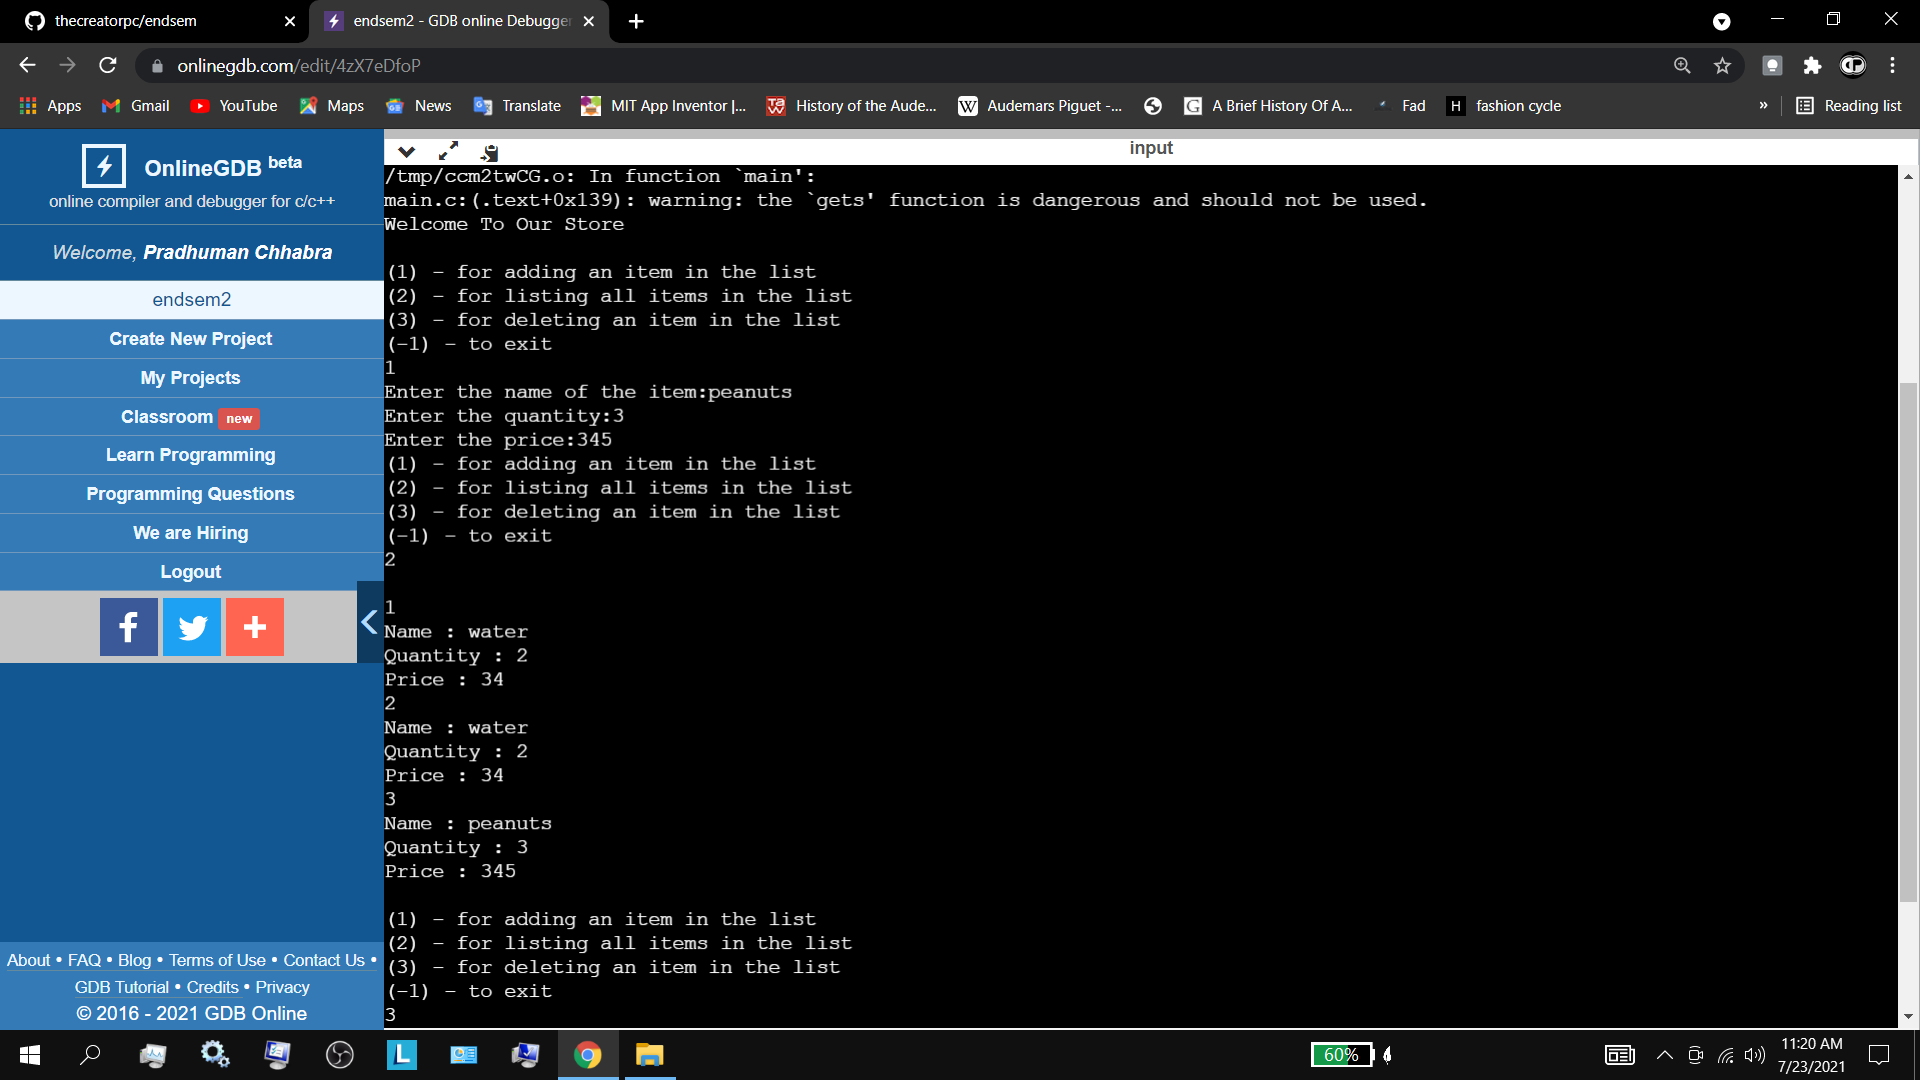 thecreatorpc/endsem
endsem2 - GDB online Debugge
onlinegdb.com/edit/4zX7eDfoP
Apps Gmail YouTube Maps News Translate MIT App Inventor |... History of the Aude... Audemars Piguet -... A Brief History Of A... Fad fashion cycle » Reading list
OnlineGDB beta
online compiler and debugger for c/c++
Welcome, Pradhuman Chhabra
endsem2
Create New Project
My Projects
Classroom new
Learn Programming
Programming Questions
We are Hiring
Logout
About • FAQ • Blog • Terms of Use • Contact Us •
GDB Tutorial • Credits • Privacy
© 2016 - 2021 GDB Online
input
/tmp/ccm2twCG.o: In function `main':
main.c:(.text+0x139): warning: the `gets' function is dangerous and should not be used.
Welcome To Our Store
(1) - for adding an item in the list
(2) - for listing all items in the list
(3) - for deleting an item in the list
(-1) - to exit
1
Enter the name of the item:peanuts
Enter the quantity:3
Enter the price:345
(1) - for adding an item in the list
(2) - for listing all items in the list
(3) - for deleting an item in the list
(-1) - to exit
2
1
Name : water
Quantity : 2
Price : 34
2
Name : water
Quantity : 2
Price : 34
3
Name : peanuts
Quantity : 3
Price : 345
(1) - for adding an item in the list
(2) - for listing all items in the list
(3) - for deleting an item in the list
(-1) - to exit
3
60%
11:20 AM
7/23/2021